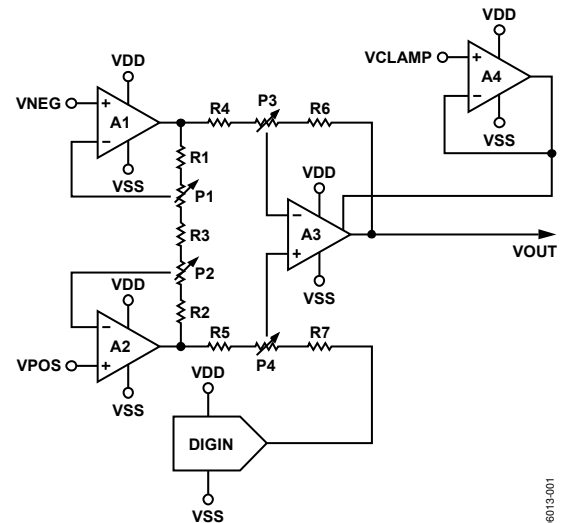 VDD
VDD
VCLAMP
+
A4
−
VSS
VNEG
+
A1
−
VSS
R4
P3
R6
R1
P1
R3
P2
R2
VDD
−
A3
+
VSS
VOUT
VDD
−
A2
+
VPOS
VSS
R5
P4
R7
VDD
DIGIN
VSS
6013-001